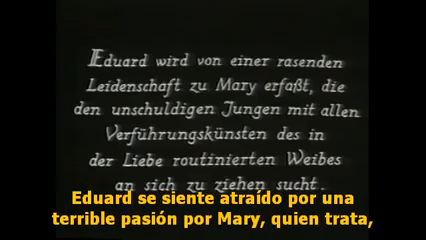 Eduard wird von einer rasenden
Leidenschaft zu Mary erfaßt, die
den unschuldigen Jungen mit allen
Verführungskünsten des in
der Liebe routinierten Weibes
an sich zu ziehen sucht.
Eduard se siente atraído por una
terrible pasión por Mary, quien trata,